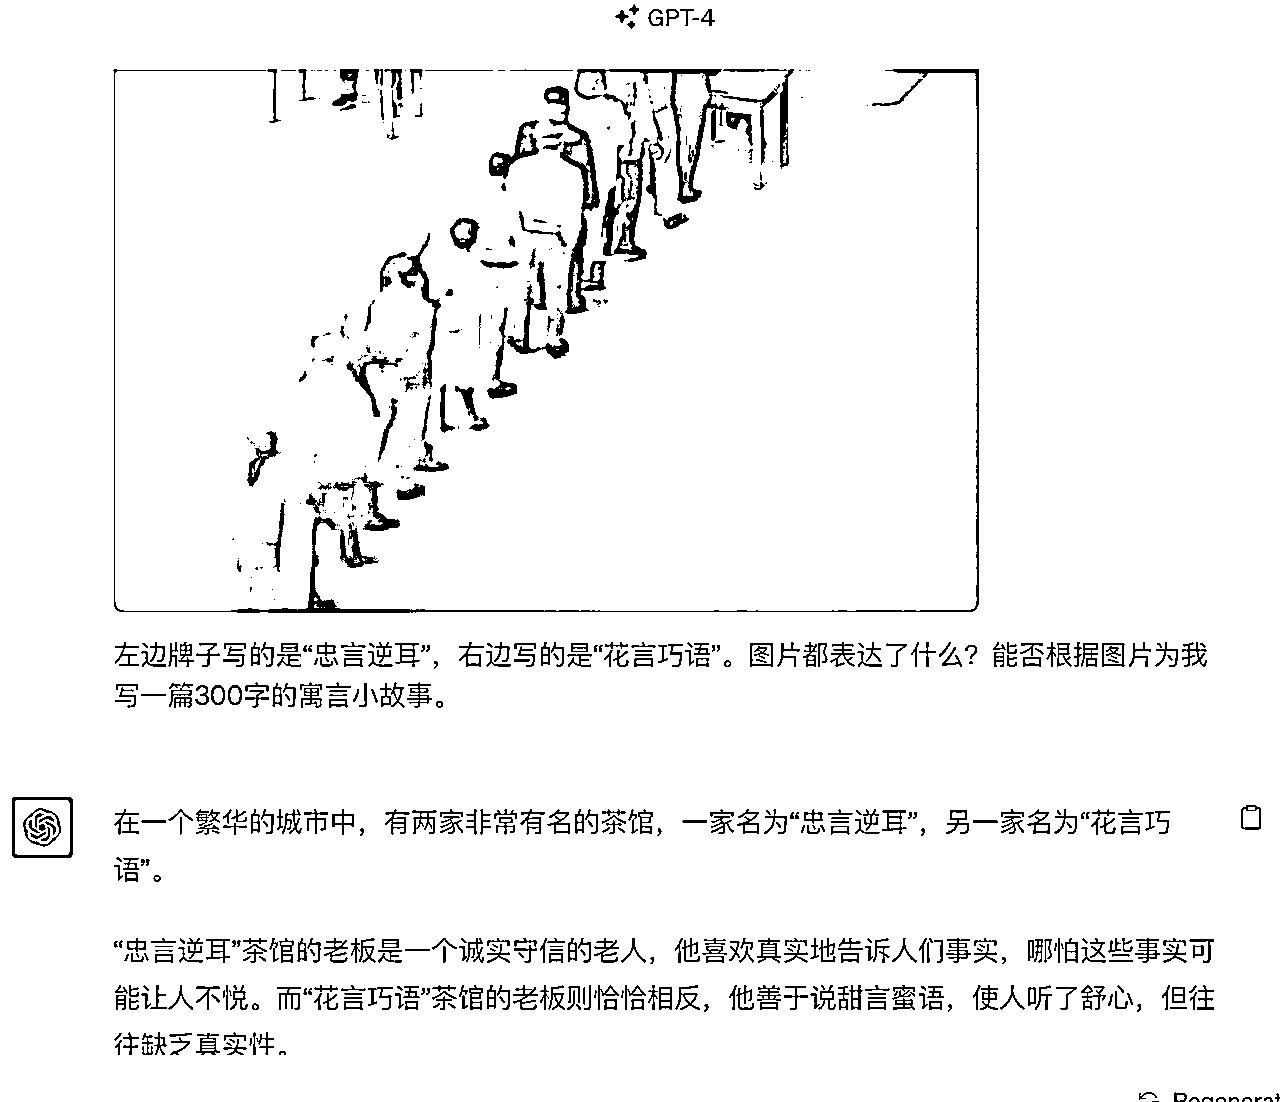 GPT-4
左边牌子写的是“忠言逆耳”，右边写的是“花言巧语”。图片都表达了什么？能否根据图片为我
写一篇300字的寓言小故事。
在一个繁华的城市中，有两家非常有名的茶馆，一家名为“忠言逆耳”，另一家名为“花言巧
语”。
“忠言逆耳”茶馆的老板是一个诚实守信的老人，他喜欢真实地告诉人们事实，哪怕这些事实可
能让人不悦。而“花言巧语”茶馆的老板则恰恰相反，他善于说甜言蜜语，使人听了舒心，但往
往缺乏真实性。